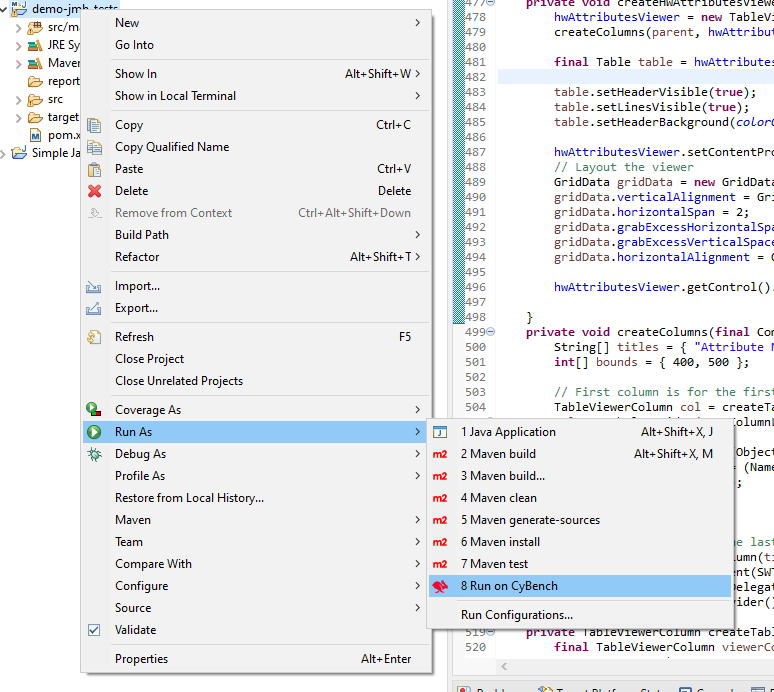 demo-jmh-tests
src/m
JRE Sy
Maven
report
src
target
pom.x
Simple Ja
New
Go Into
Show In Alt+Shift+W
Show in Local Terminal
Copy Ctrl+C
Copy Qualified Name
Paste Ctrl+V
Delete Delete
Remove from Context Ctrl+Alt+Shift+Down
Build Path
Refactor Alt+Shift+T
Import...
Export...
Refresh F5
Close Project
Close Unrelated Projects
Coverage As
Run As
Debug As
Profile As
Restore from Local History...
Maven
Team
Compare With
Configure
Source
Validate
Properties Alt+Enter
1 Java Application Alt+Shift+X, J
2 Maven build Alt+Shift+X, M
3 Maven build...
4 Maven clean
5 Maven generate-sources
6 Maven install
7 Maven test
8 Run on CyBench
Run Configurations...
477 private void createHwAttributesViewe
478 hwAttributesViewer = new TableVi
479 createColumns(parent, hwAttribut
480
481 final Table table = hwAttributes
482
483 table.setHeaderVisible(true);
484 table.setLinesVisible(true);
485 table.setHeaderBackground(colorG
486
487 hwAttributesViewer.setContentPro
488 // Layout the viewer
489 GridData gridData = new GridData
490 gridData.verticalAlignment = Gri
491 gridData.horizontalSpan = 2;
492 gridData.grabExcessHorizontalSpa
493 gridData.grabExcessVerticalSpace
494 gridData.horizontalAlignment = G
495
496 hwAttributesViewer.getControl().
497
498 }
499 private void createColumns(final Com
500 String[] titles = { "Attribute N
501 int[] bounds = { 400, 500 };
502
503 // First column is for the first
504 TableViewerColumn col = createTa
olumnL
Object
= (Name
;
e last
umn(ti
ent(SWT
elegat
vider()
519 private TableViewerColumn createTabl
520 final TableViewerColumn viewerCo